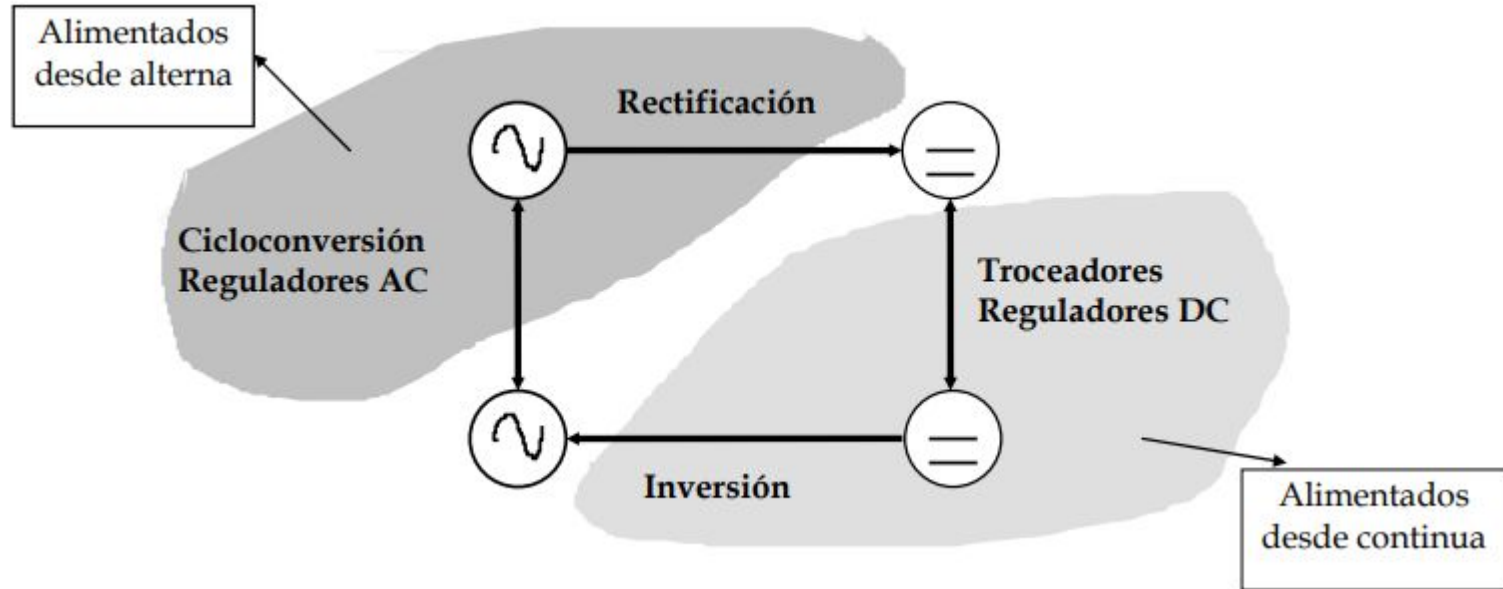 Alimentados
desde alterna
Rectificación
Cicloconversión
Reguladores AC
Troceadores
Reguladores DC
Inversión
Alimentados
desde continua